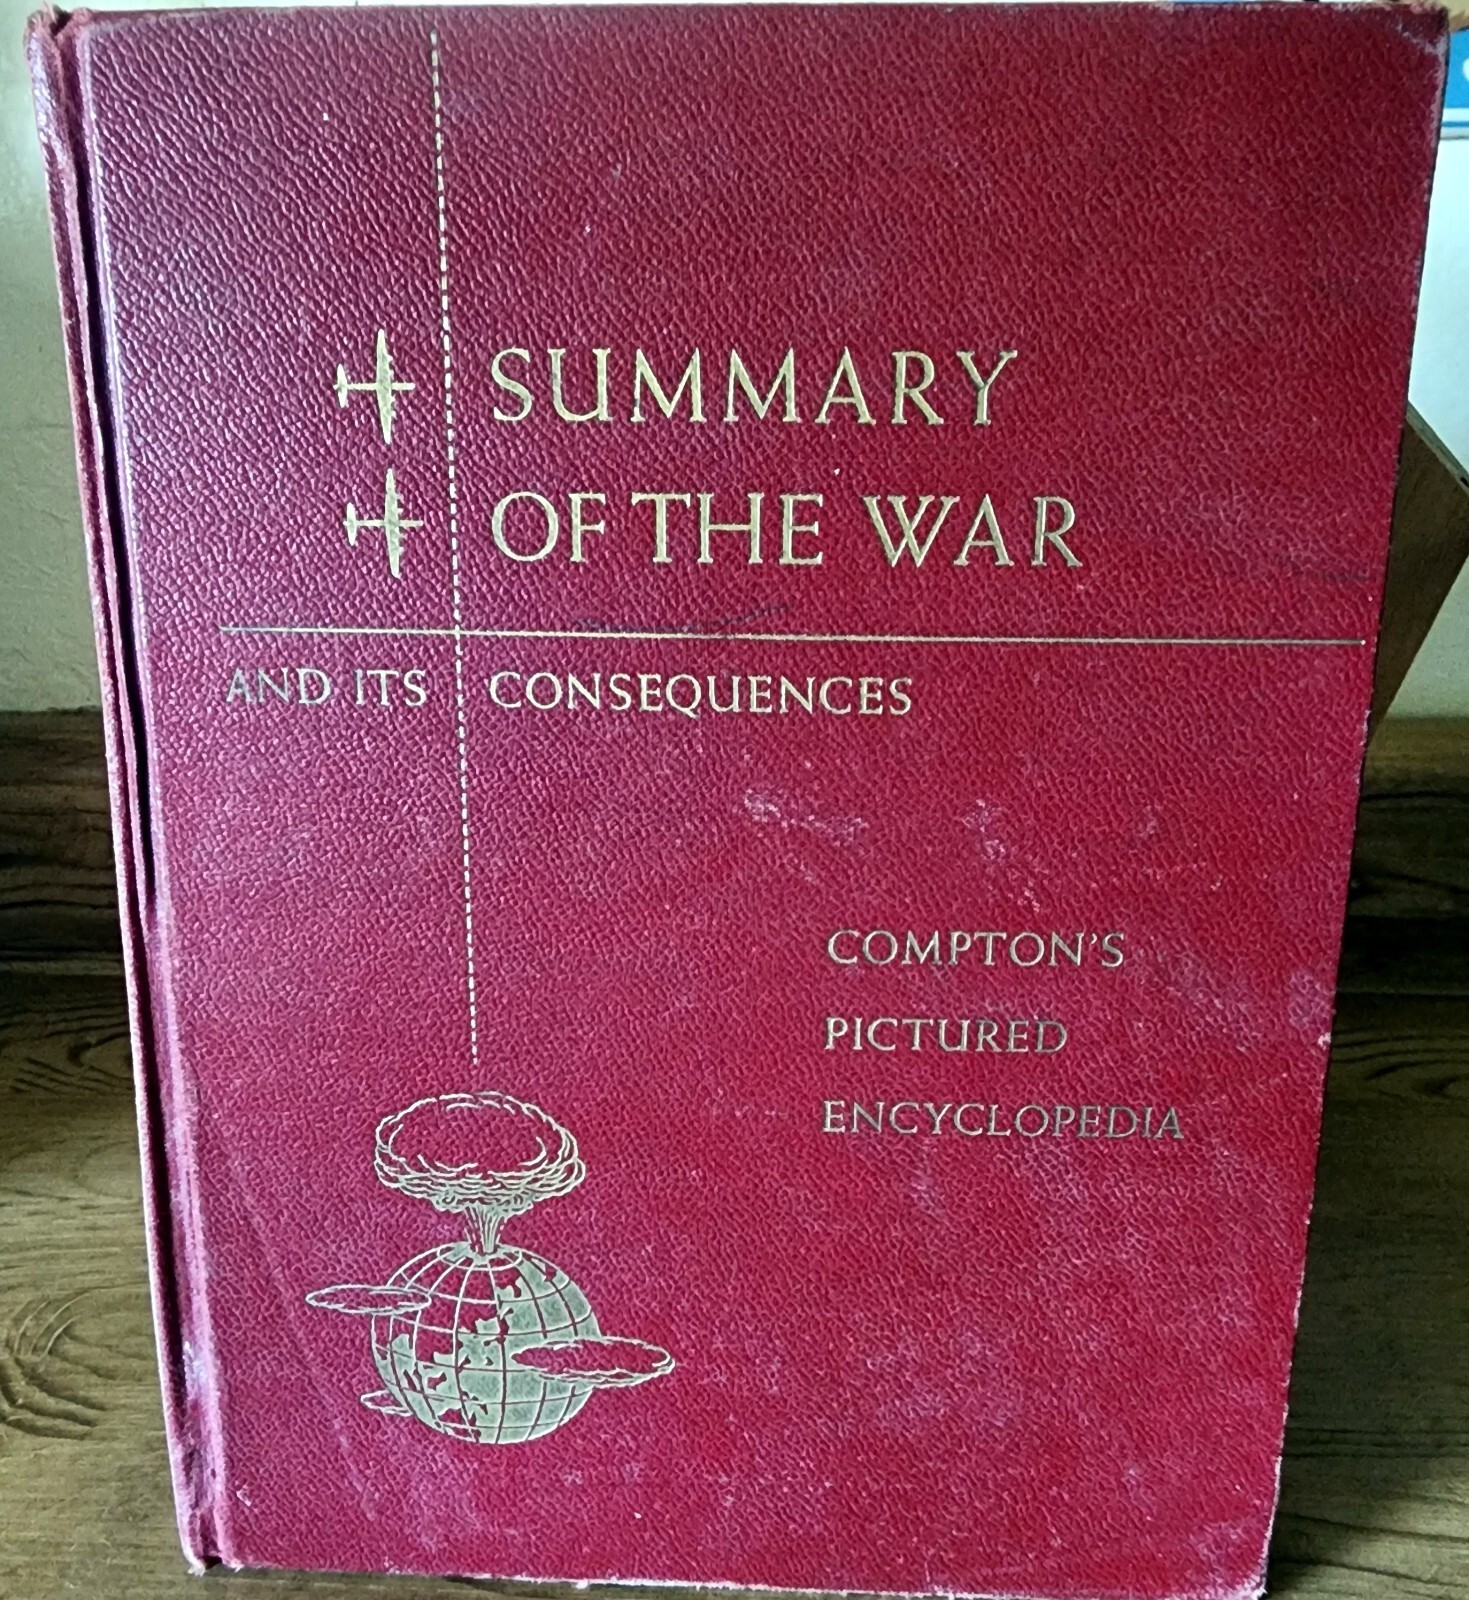 SUMMARY
OF THE WAR
AND ITS CONSEQUENCES
COMPTON'S
PICTURED
ENCYCLOPEDIA